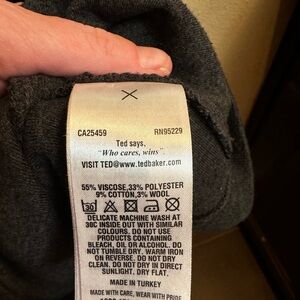 CA25459 RN95229
Ted says,
"Who cares, wins".
VISIT TED@www.tedbaker.com
55% VISCOSE,33% POLYESTER
9% COTTON,3% WOOL
30
DELICATE MACHINE WASH AT
30C INSIDE OUT WITH SIMILAR
COLOURS. DO NOT USE
PRODUCTS CONTAINING
BLEACH, OIL OR ALCOHOL. DO
NOT TUMBLE DRY, WARM IRON
ON REVERSE. DO NOT DRY
CLEAN. DO NOT DRY IN DIRECT
SUNLIGHT. DRY FLAT.
MADE IN TURKEY
MADE WITH CARE, WEAR WITH PRIDE